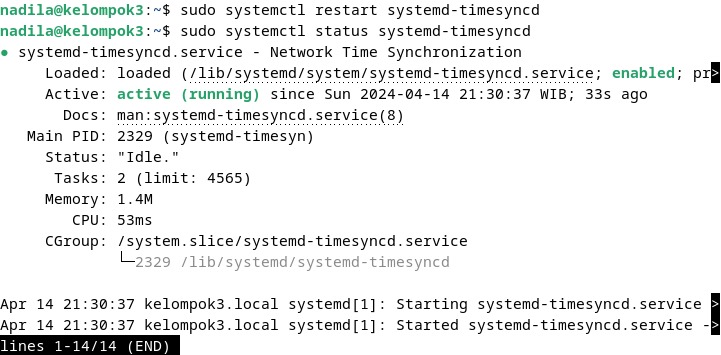 nadila@kelompok3:~$ sudo systemctl restart systemd-timesyncd
nadila@kelompok3:~$ sudo systemctl status systemd-timesyncd
● systemd-timesyncd.service - Network Time Synchronization
     Loaded: loaded (/lib/systemd/system/systemd-timesyncd.service; enabled; pr>
     Active: active (running) since Sun 2024-04-14 21:30:37 WIB; 33s ago
       Docs: man:systemd-timesyncd.service(8)
   Main PID: 2329 (systemd-timesyn)
     Status: "Idle."
      Tasks: 2 (limit: 4565)
     Memory: 1.4M
        CPU: 53ms
     CGroup: /system.slice/systemd-timesyncd.service
             └─2329 /lib/systemd/systemd-timesyncd
Apr 14 21:30:37 kelompok3.local systemd[1]: Starting systemd-timesyncd.service >
Apr 14 21:30:37 kelompok3.local systemd[1]: Started systemd-timesyncd.service ->
lines 1-14/14 (END)